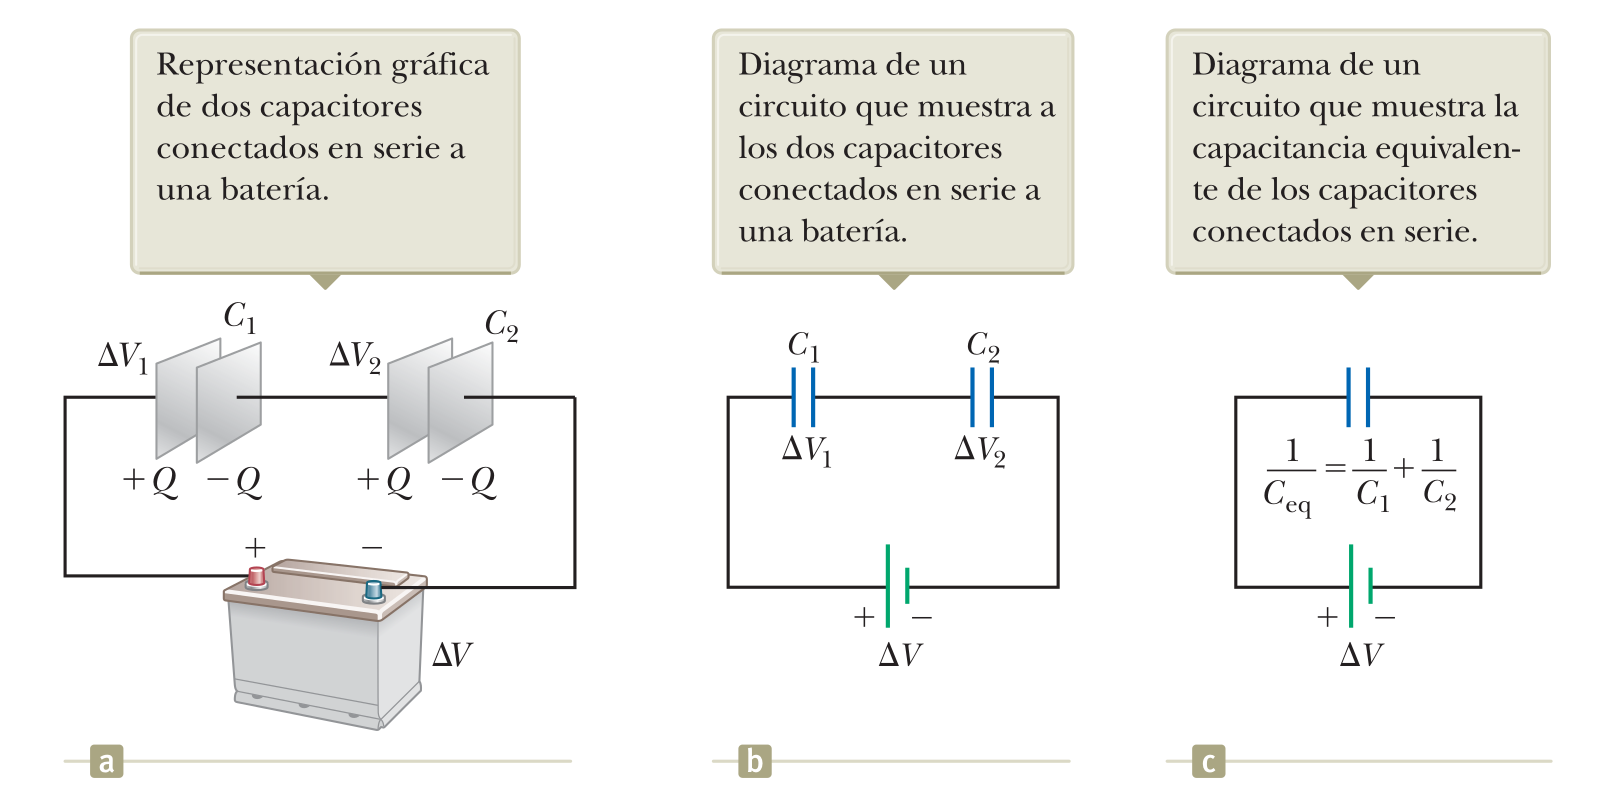 Representación gráfica
de dos capacitores
conectados en serie a
una batería.
Diagrama de un
circuito que muestra a
los dos capacitores
conectados en serie a
una batería.
Diagrama de un
circuito que muestra la
capacitancia equivalen-
te de los capacitores
conectados en serie.
C₁
ΔV₁
C₂
ΔV₂
+Q −Q
+Q −Q
+ −
ΔV
a
C₁ C₂
ΔV₁ ΔV₂
+ −
ΔV
b
1/C_eq = 1/C₁ + 1/C₂
+ −
ΔV
c